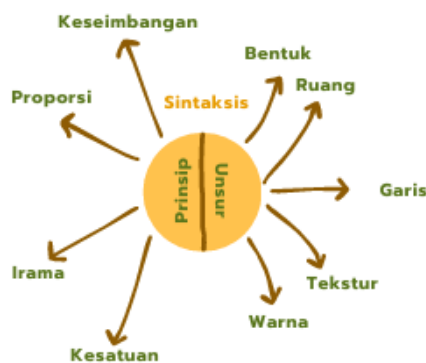 Keseimbangan
Bentuk
Ruang
Proporsi
Sintaksis
Prinsip
Unsur
Garis
Irama
Tekstur
Warna
Kesatuan